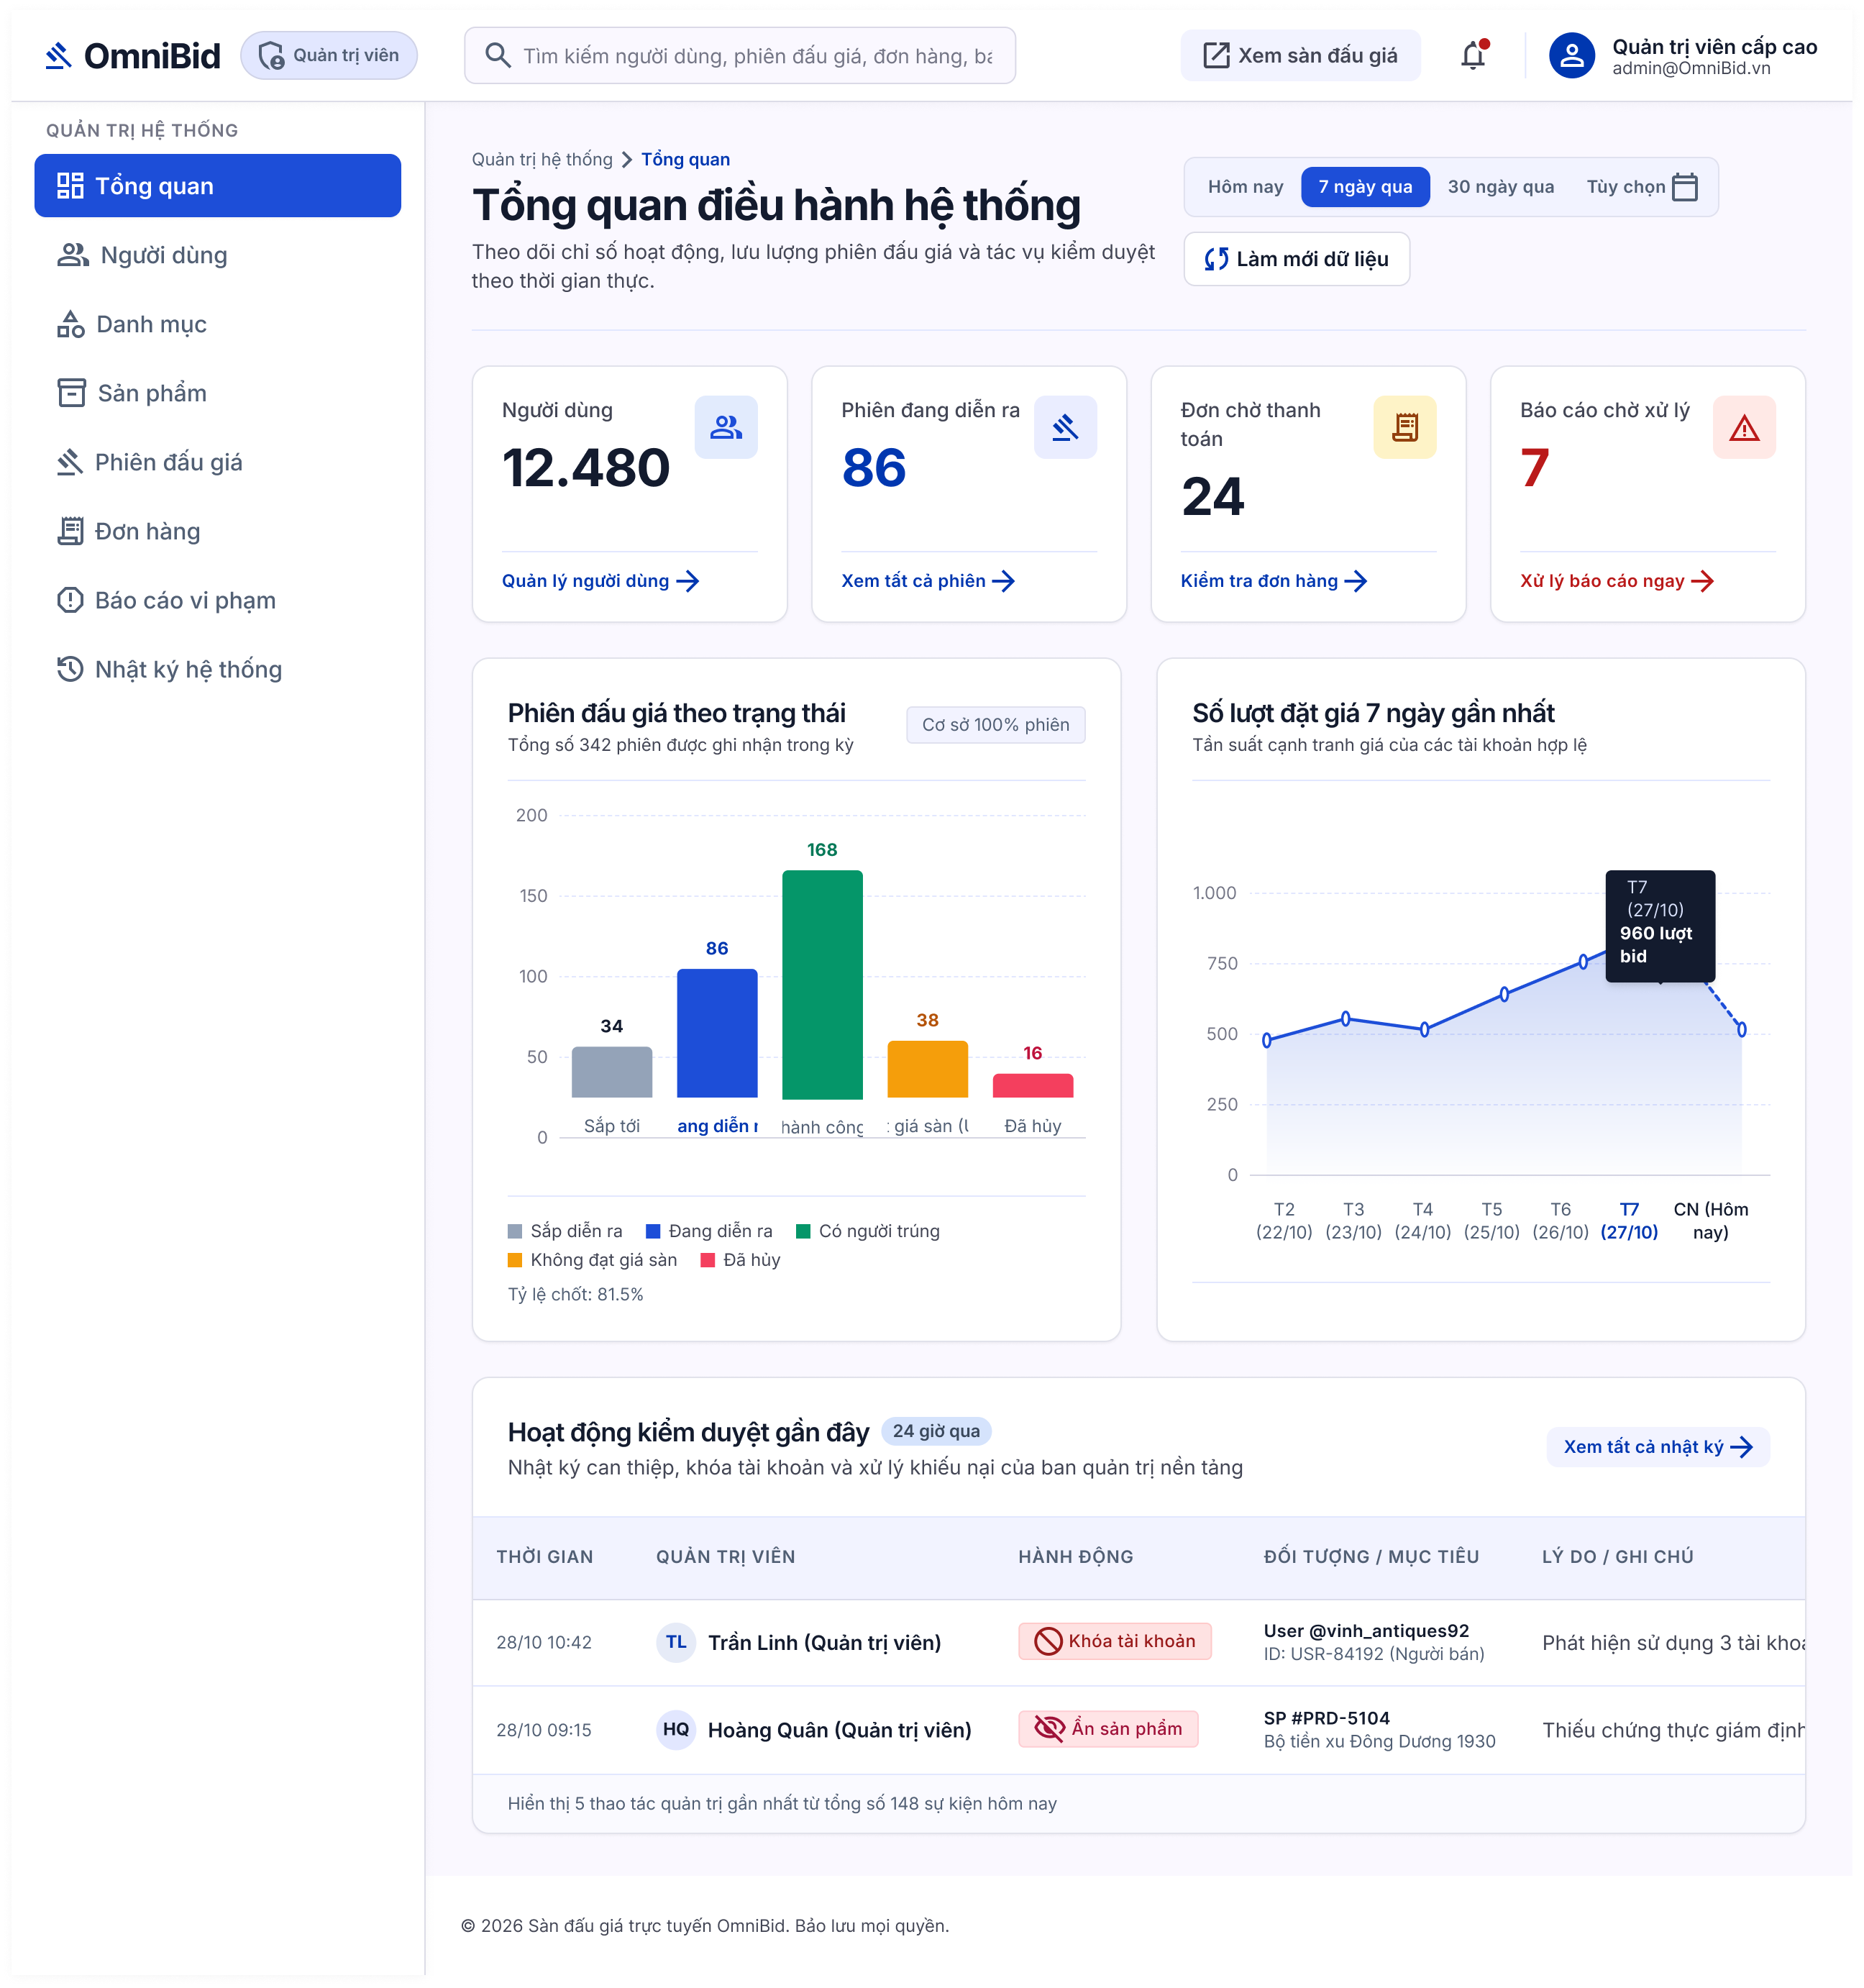 OmniBid
Quản trị viên
Tìm kiếm người dùng, phiên đấu giá, đơn hàng, bá
Xem sàn đấu giá
Quản trị viên cấp cao
admin@OmniBid.vn
QUẢN TRỊ HỆ THỐNG
Tổng quan
Người dùng
Danh mục
Sản phẩm
Phiên đấu giá
Đơn hàng
Báo cáo vi phạm
Nhật ký hệ thống
Quản trị hệ thống
Tổng quan
Tổng quan điều hành hệ thống
Theo dõi chỉ số hoạt động, lưu lượng phiên đấu giá và tác vụ kiểm duyệt
theo thời gian thực.
Hôm nay
7 ngày qua
30 ngày qua
Tùy chọn
Làm mới dữ liệu
Người dùng
12.480
Quản lý người dùng
Phiên đang diễn ra
86
Xem tất cả phiên
Đơn chờ thanh
toán
24
Kiểm tra đơn hàng
Báo cáo chờ xử lý
7
Xử lý báo cáo ngay
Phiên đấu giá theo trạng thái
Tổng số 342 phiên được ghi nhận trong kỳ
Cơ sở 100% phiên
200
150
100
50
0
34
86
168
38
16
Sắp tới
ang diễn r
hành công
giá sàn (
Đã hủy
Sắp diễn ra
Đang diễn ra
Có người trúng
Không đạt giá sàn
Đã hủy
Tỷ lệ chốt: 81.5%
Số lượt đặt giá 7 ngày gần nhất
Tần suất cạnh tranh giá của các tài khoản hợp lệ
1.000
750
500
250
0
T7
(27/10)
960 lượt
bid
T2
(22/10)
T3
(23/10)
T4
(24/10)
T5
(25/10)
T6
(26/10)
T7
(27/10)
CN (Hôm
nay)
Hoạt động kiểm duyệt gần đây
24 giờ qua
Nhật ký can thiệp, khóa tài khoản và xử lý khiếu nại của ban quản trị nền tảng
Xem tất cả nhật ký
THỜI GIAN
QUẢN TRỊ VIÊN
HÀNH ĐỘNG
ĐỐI TƯỢNG / MỤC TIÊU
LÝ DO / GHI CHÚ
28/10 10:42
TL
Trần Linh (Quản trị viên)
Khóa tài khoản
User @vinh_antiques92
ID: USR-84192 (Người bán)
Phát hiện sử dụng 3 tài khoả
28/10 09:15
HQ
Hoàng Quân (Quản trị viên)
Ẩn sản phẩm
SP #PRD-5104
Bộ tiền xu Đông Dương 1930
Thiếu chứng thực giám định
Hiển thị 5 thao tác quản trị gần nhất từ tổng số 148 sự kiện hôm nay
© 2026 Sàn đấu giá trực tuyến OmniBid. Bảo lưu mọi quyền.